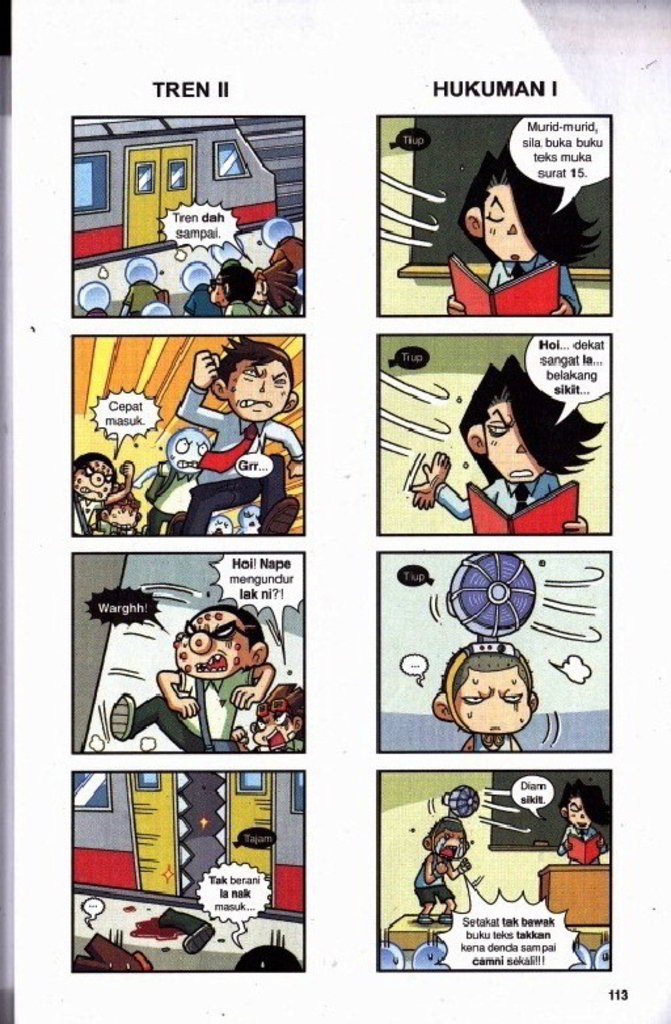 TREN II
Tren dah
sampai.
Cepat
masuk.
Grr...
Hoi! Nape
mengundur
lak ni?!
Warghh!
Tajam
Tak berani
la naik
masuk...
...
HUKUMAN I
Tiup
Murid-murid,
sila buka buku
teks muka
surat 15.
Tiup
Hoi... dekat
sangat la...
belakang
sikit...
Tiup
...
Diam
sikit.
Setakat tak bawak
buku teks takkan
kena denda sampai
camni sekali!!!
113